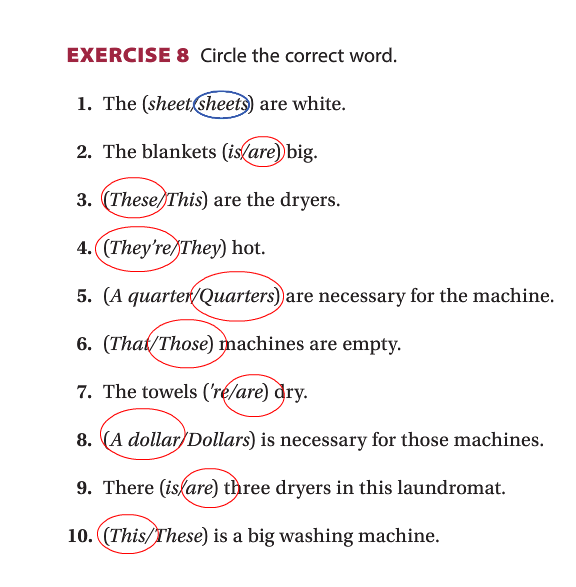 EXERCISE 8 Circle the correct word.
1. The (sheet/sheets) are white.
2. The blankets (is/are) big.
3. (These/This) are the dryers.
4. (They’re/They) hot.
5. (A quarter/Quarters) are necessary for the machine.
6. (That/Those) machines are empty.
7. The towels (’re/are) dry.
8. (A dollar/Dollars) is necessary for those machines.
9. There (is/are) three dryers in this laundromat.
10. (This/These) is a big washing machine.